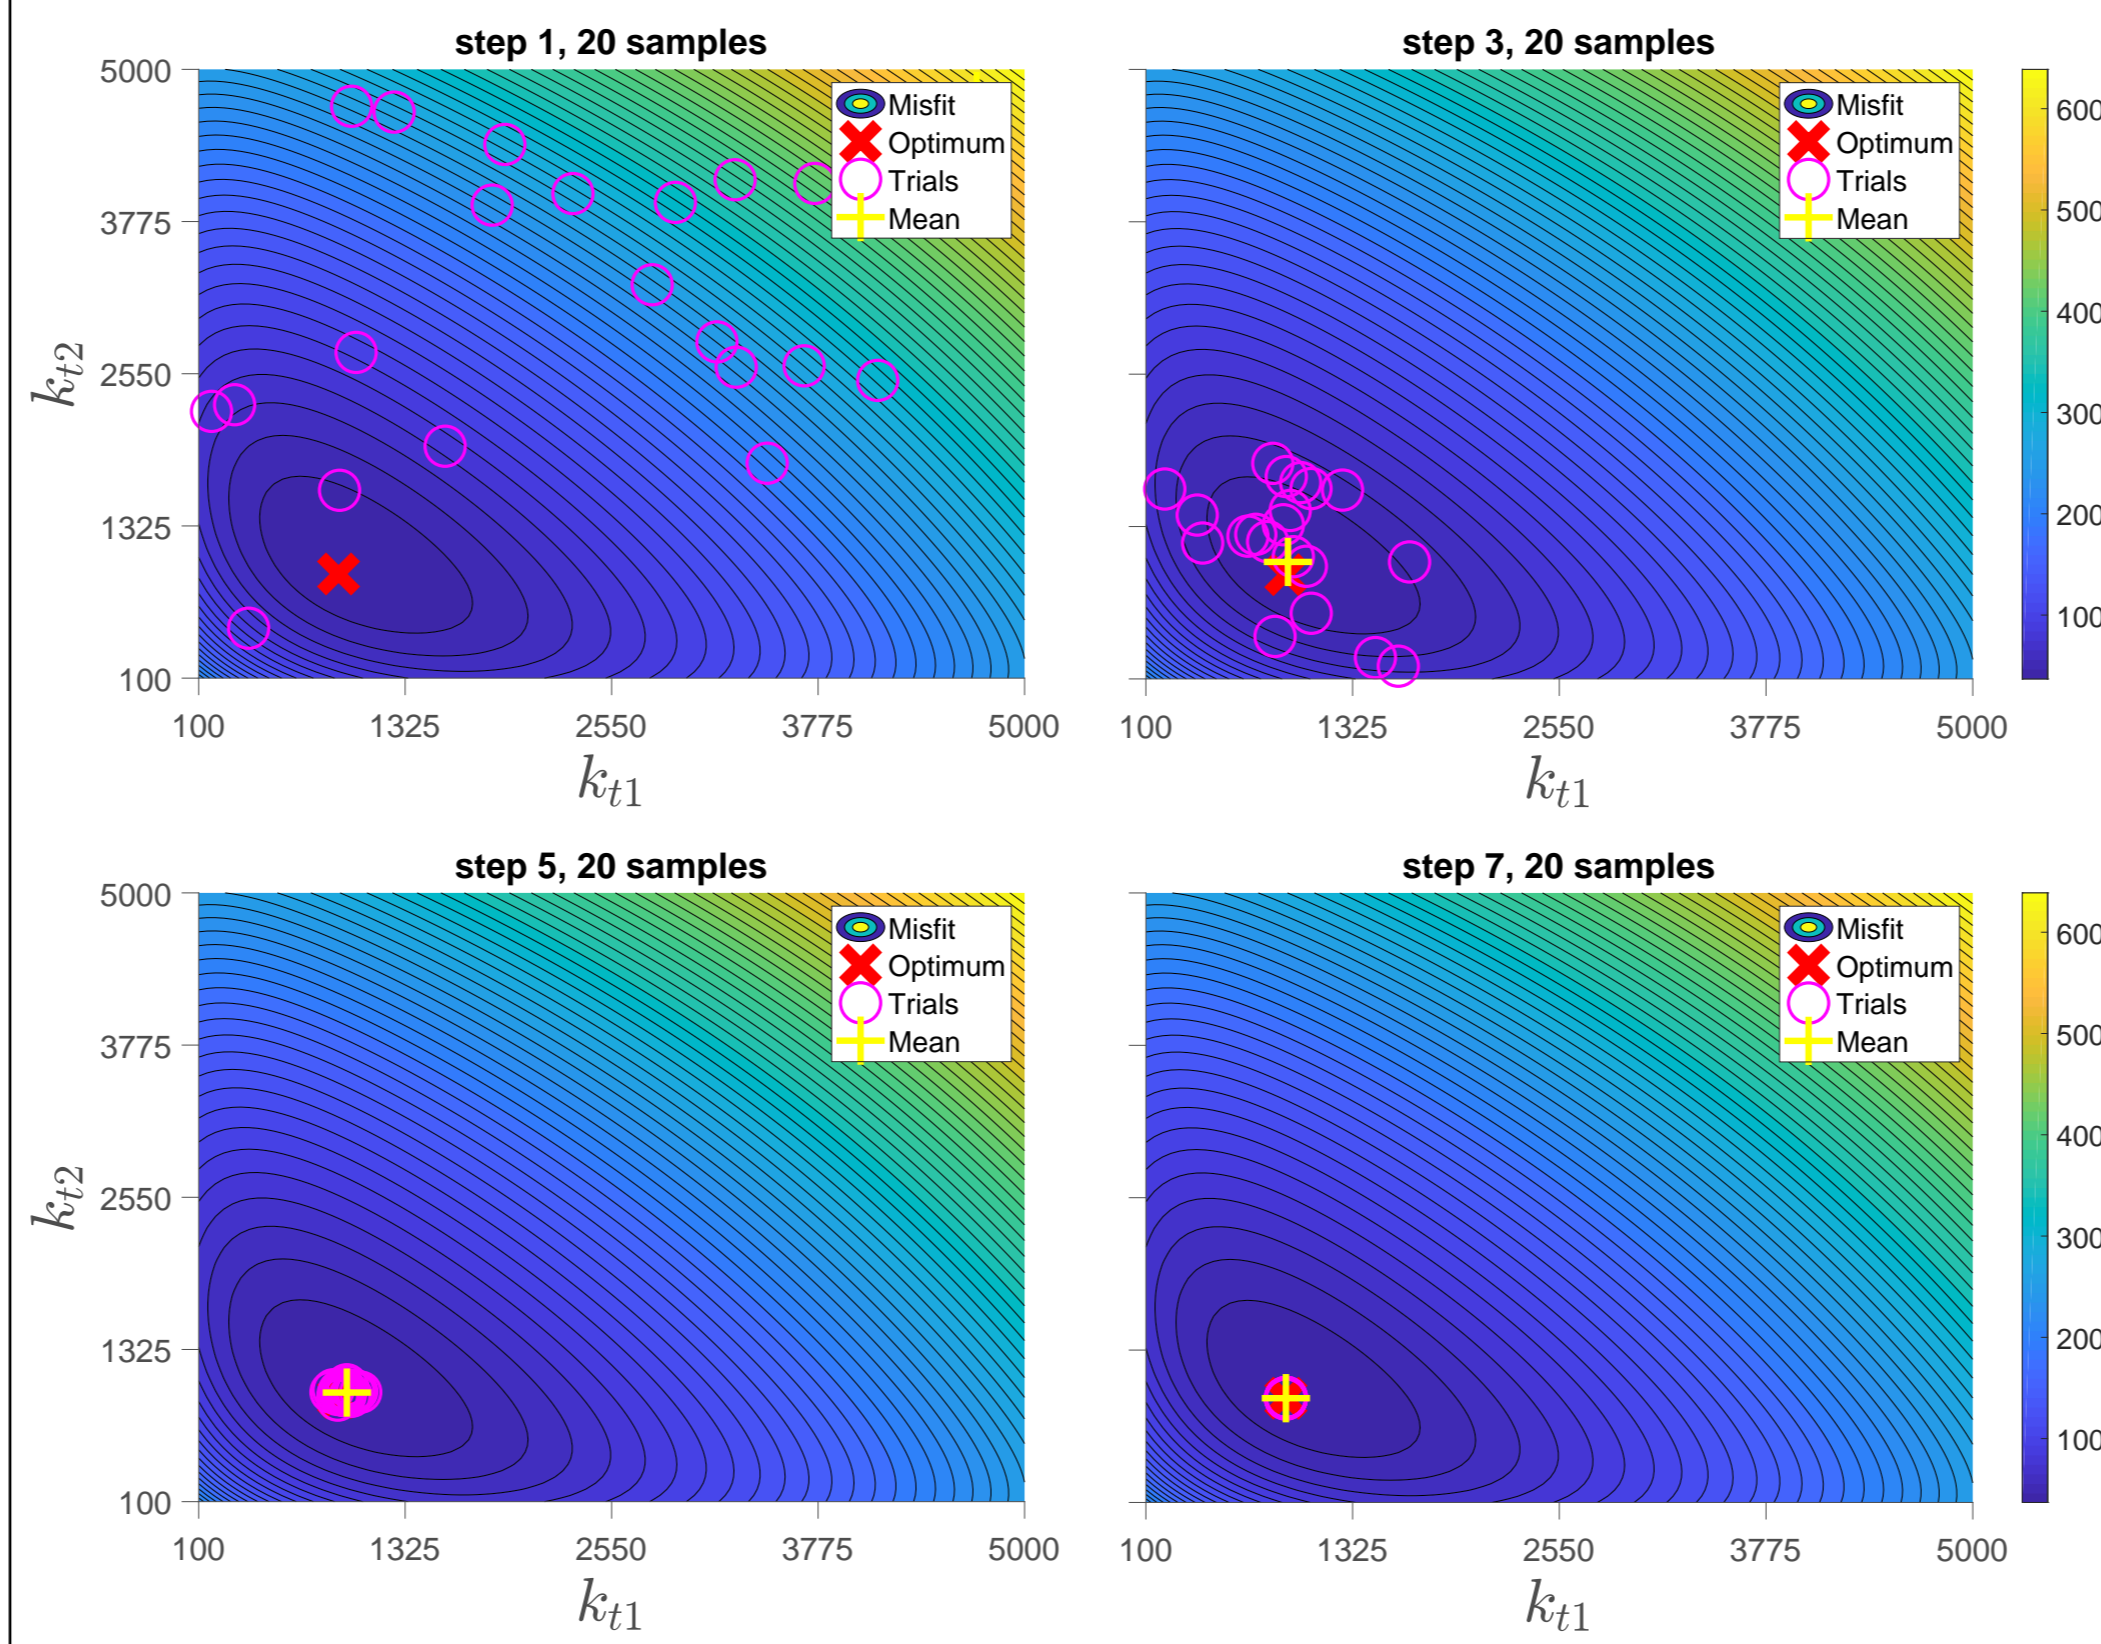 step 1, 20 samples
5000
3775
2550
1325
100
k_{t2}
100 1325 2550 3775 5000
k_{t1}
Misfit
Optimum
Trials
Mean
step 3, 20 samples
100 1325 2550 3775 5000
k_{t1}
Misfit
Optimum
Trials
Mean
600
500
400
300
200
100
step 5, 20 samples
5000
3775
2550
1325
100
k_{t2}
100 1325 2550 3775 5000
k_{t1}
Misfit
Optimum
Trials
Mean
step 7, 20 samples
100 1325 2550 3775 5000
k_{t1}
Misfit
Optimum
Trials
Mean
600
500
400
300
200
100